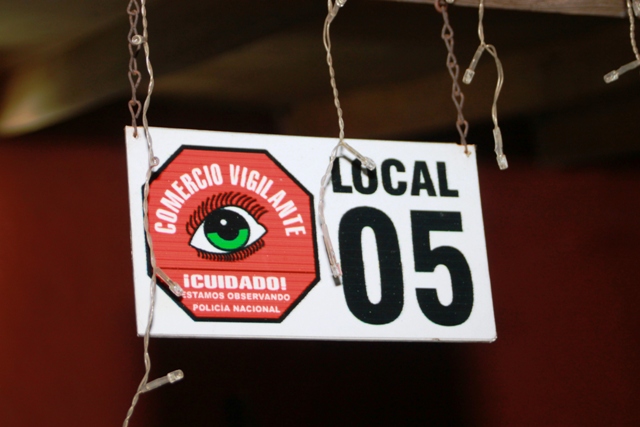 COMERCIO VIGILANTE
¡CUIDADO!
ESTAMOS OBSERVANDO
POLICIA NACIONAL
LOCAL
05